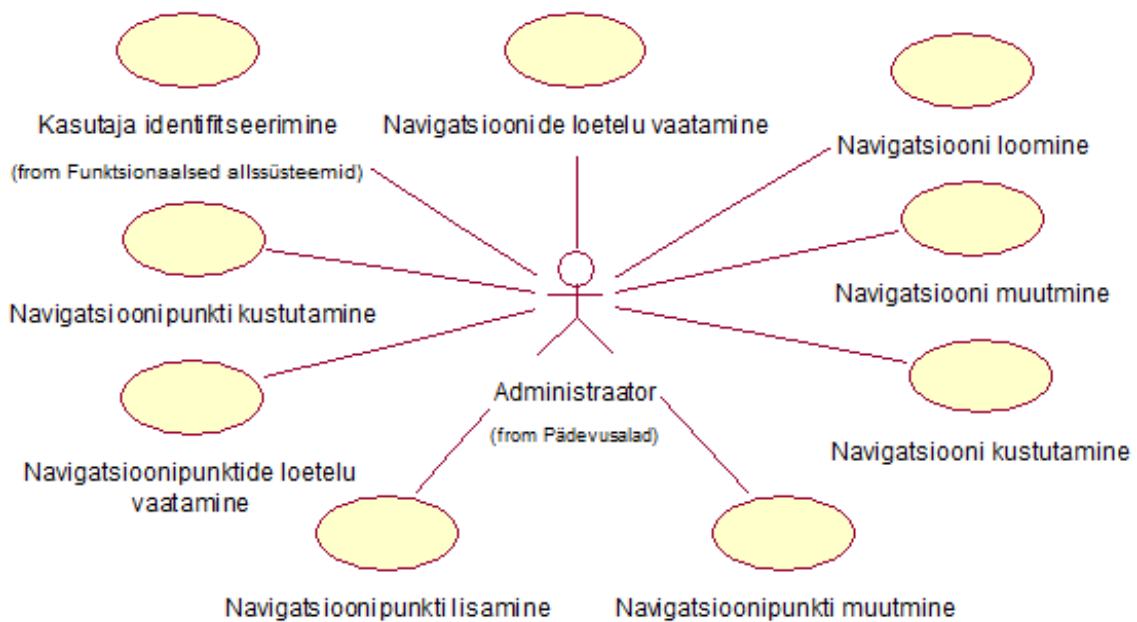 Kasutaja identifitseerimine
(from Funktsionaalsed allssüsteemid)
Navigatsioonide loetelu vaatamine
Navigatsiooni loomine
Navigatsioonipunkti kustutamine
Navigatsiooni muutmine
Administraator
(from Pädevusalad)
Navigatsiooni kustutamine
Navigatsioonipunktide loetelu
vaatamine
Navigatsioonipunkti lisamine
Navigatsioonipunkti muutmine